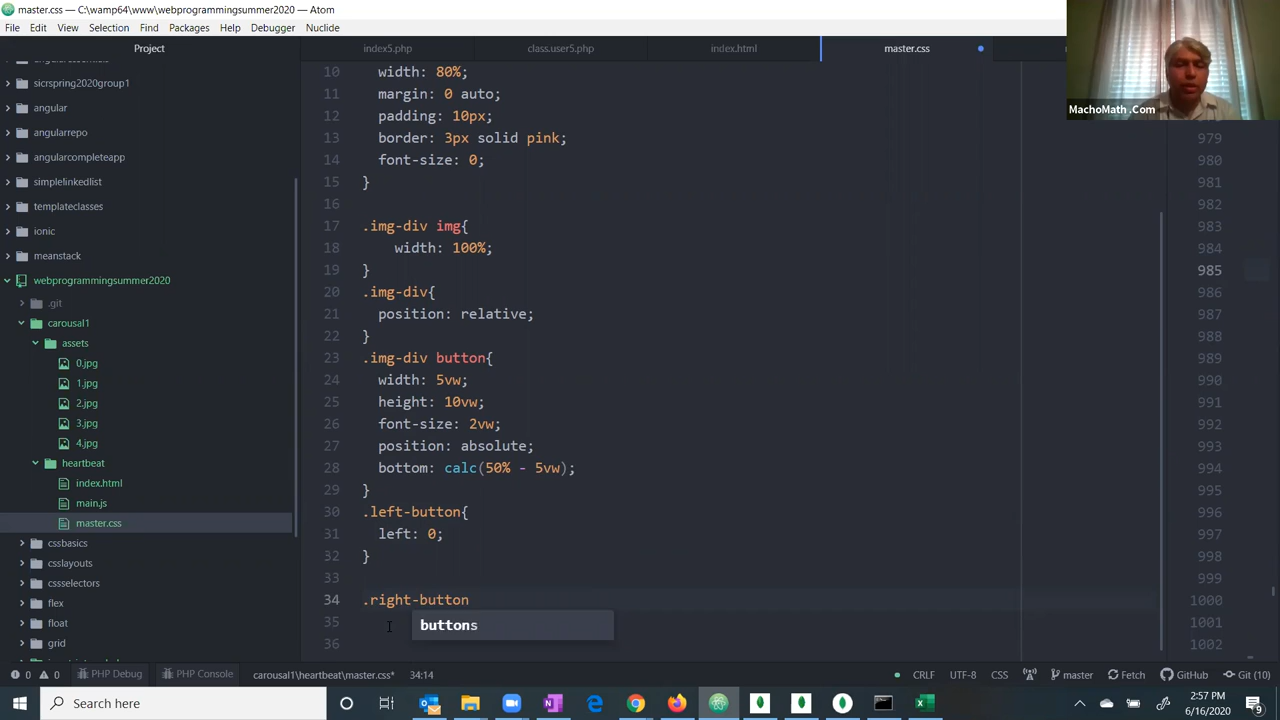 master.css — C:\wamp64\www\webprogrammingsummer2020 — Atom
File Edit View Selection Find Packages Help Debugger Nuclide
MachoMath .Com
Project
index5.php class.user5.php index.html master.css
sicrspring2020group1
angular
angularrepo
angularcompleteapp
simplelinkedlist
templateclasses
ionic
meanstack
webprogrammingsummer2020
.git
carousal1
assets
0.jpg
1.jpg
2.jpg
3.jpg
4.jpg
heartbeat
index.html
main.js
master.css
cssbasics
csslayouts
cssselectors
flex
float
grid
10 width: 80%;
11 margin: 0 auto;
12 padding: 10px;
13 border: 3px solid pink;
14 font-size: 0;
15 }
16
17 .img-div img{
18 width: 100%;
19 }
20 .img-div{
21 position: relative;
22 }
23 .img-div button{
24 width: 5vw;
25 height: 10vw;
26 font-size: 2vw;
27 position: absolute;
28 bottom: calc(50% - 5vw);
29 }
30 .left-button{
31 left: 0;
32 }
33
34 .right-button
35
36
buttons
979
980
981
982
983
984
985
986
987
988
989
990
991
992
993
994
995
996
997
998
999
1000
1001
1002
0 0 PHP Debug PHP Console carousal1\heartbeat\master.css* 34:14 CRLF UTF-8 CSS master Fetch GitHub Git (10)
Search here
2:57 PM
6/16/2020
9